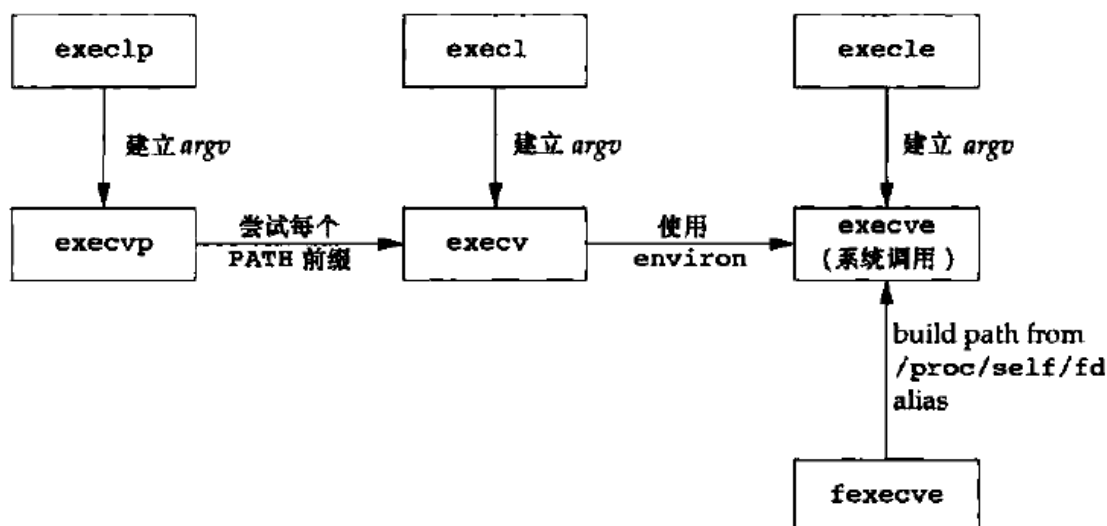 execlp
execl
execle
建立 argv
建立 argv
建立 argv
execvp
尝试每个
PATH 前缀
execv
使用
environ
execve
(系统调用)
build path from
/proc/self/fd
alias
fexecve